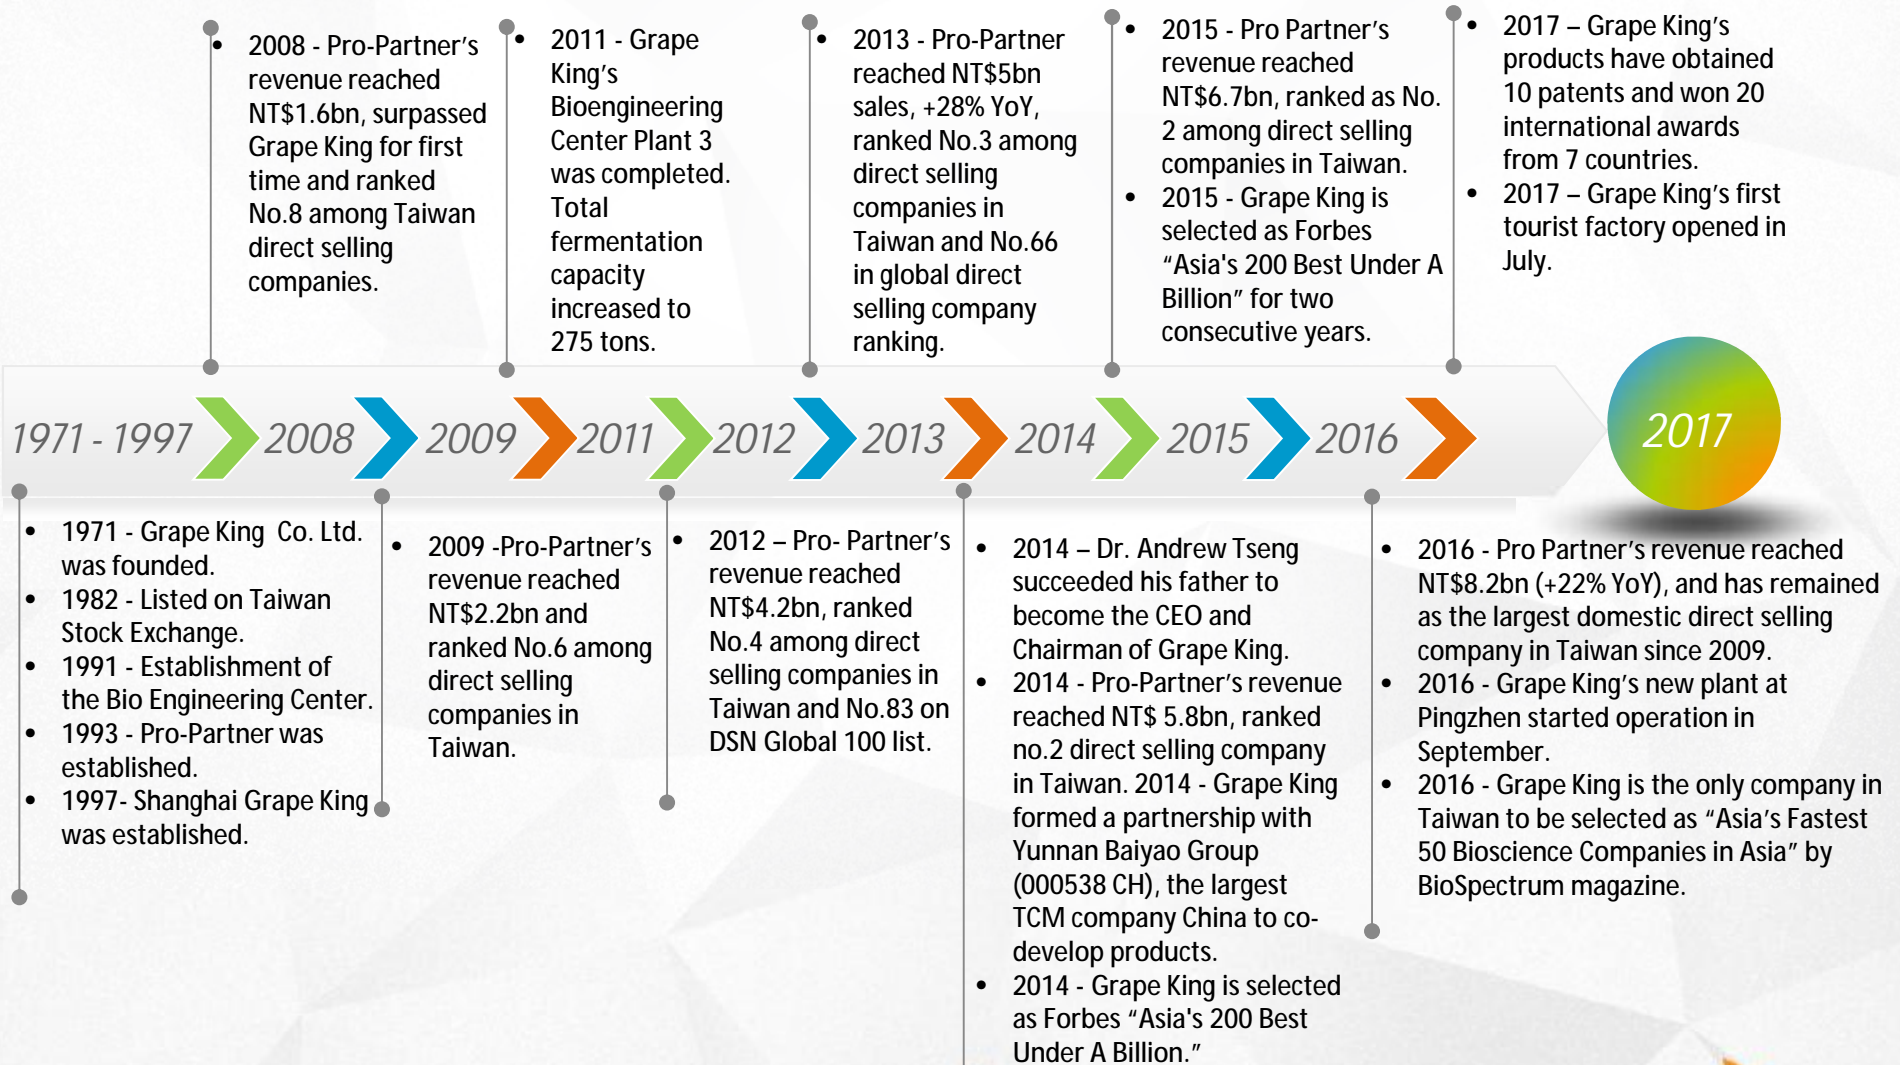 • 2008 - Pro-Partner's
revenue reached
NT$1.6bn, surpassed
Grape King for first
time and ranked
No.8 among Taiwan
direct selling
companies.
• 2011 - Grape
King's
Bioengineering
Center Plant 3
was completed.
Total
fermentation
capacity
increased to
275 tons.
• 2013 - Pro-Partner
reached NT$5bn
sales, +28% YoY,
ranked No.3 among
direct selling
companies in
Taiwan and No.66
in global direct
selling company
ranking.
• 2015 - Pro Partner's
revenue reached
NT$6.7bn, ranked as No.
2 among direct selling
companies in Taiwan.
• 2015 - Grape King is
selected as Forbes
“Asia's 200 Best Under A
Billion” for two
consecutive years.
• 2017 – Grape King's
products have obtained
10 patents and won 20
international awards
from 7 countries.
• 2017 – Grape King's first
tourist factory opened in
July.
1971 - 1997 2008 2009 2011 2012 2013 2014 2015 2016 2017
• 1971 - Grape King Co. Ltd.
was founded.
• 1982 - Listed on Taiwan
Stock Exchange.
• 1991 - Establishment of
the Bio Engineering Center.
• 1993 - Pro-Partner was
established.
• 1997- Shanghai Grape King
was established.
• 2009 -Pro-Partner's
revenue reached
NT$2.2bn and
ranked No.6 among
direct selling
companies in
Taiwan.
• 2012 – Pro- Partner's
revenue reached
NT$4.2bn, ranked
No.4 among direct
selling companies in
Taiwan and No.83 on
DSN Global 100 list.
• 2014 – Dr. Andrew Tseng
succeeded his father to
become the CEO and
Chairman of Grape King.
• 2014 - Pro-Partner's revenue
reached NT$ 5.8bn, ranked
no.2 direct selling company
in Taiwan. 2014 - Grape King
formed a partnership with
Yunnan Baiyao Group
(000538 CH), the largest
TCM company China to co-
develop products.
• 2014 - Grape King is selected
as Forbes “Asia's 200 Best
Under A Billion.”
• 2016 - Pro Partner's revenue reached
NT$8.2bn (+22% YoY), and has remained
as the largest domestic direct selling
company in Taiwan since 2009.
• 2016 - Grape King's new plant at
Pingzhen started operation in
September.
• 2016 - Grape King is the only company in
Taiwan to be selected as “Asia's Fastest
50 Bioscience Companies in Asia” by
BioSpectrum magazine.